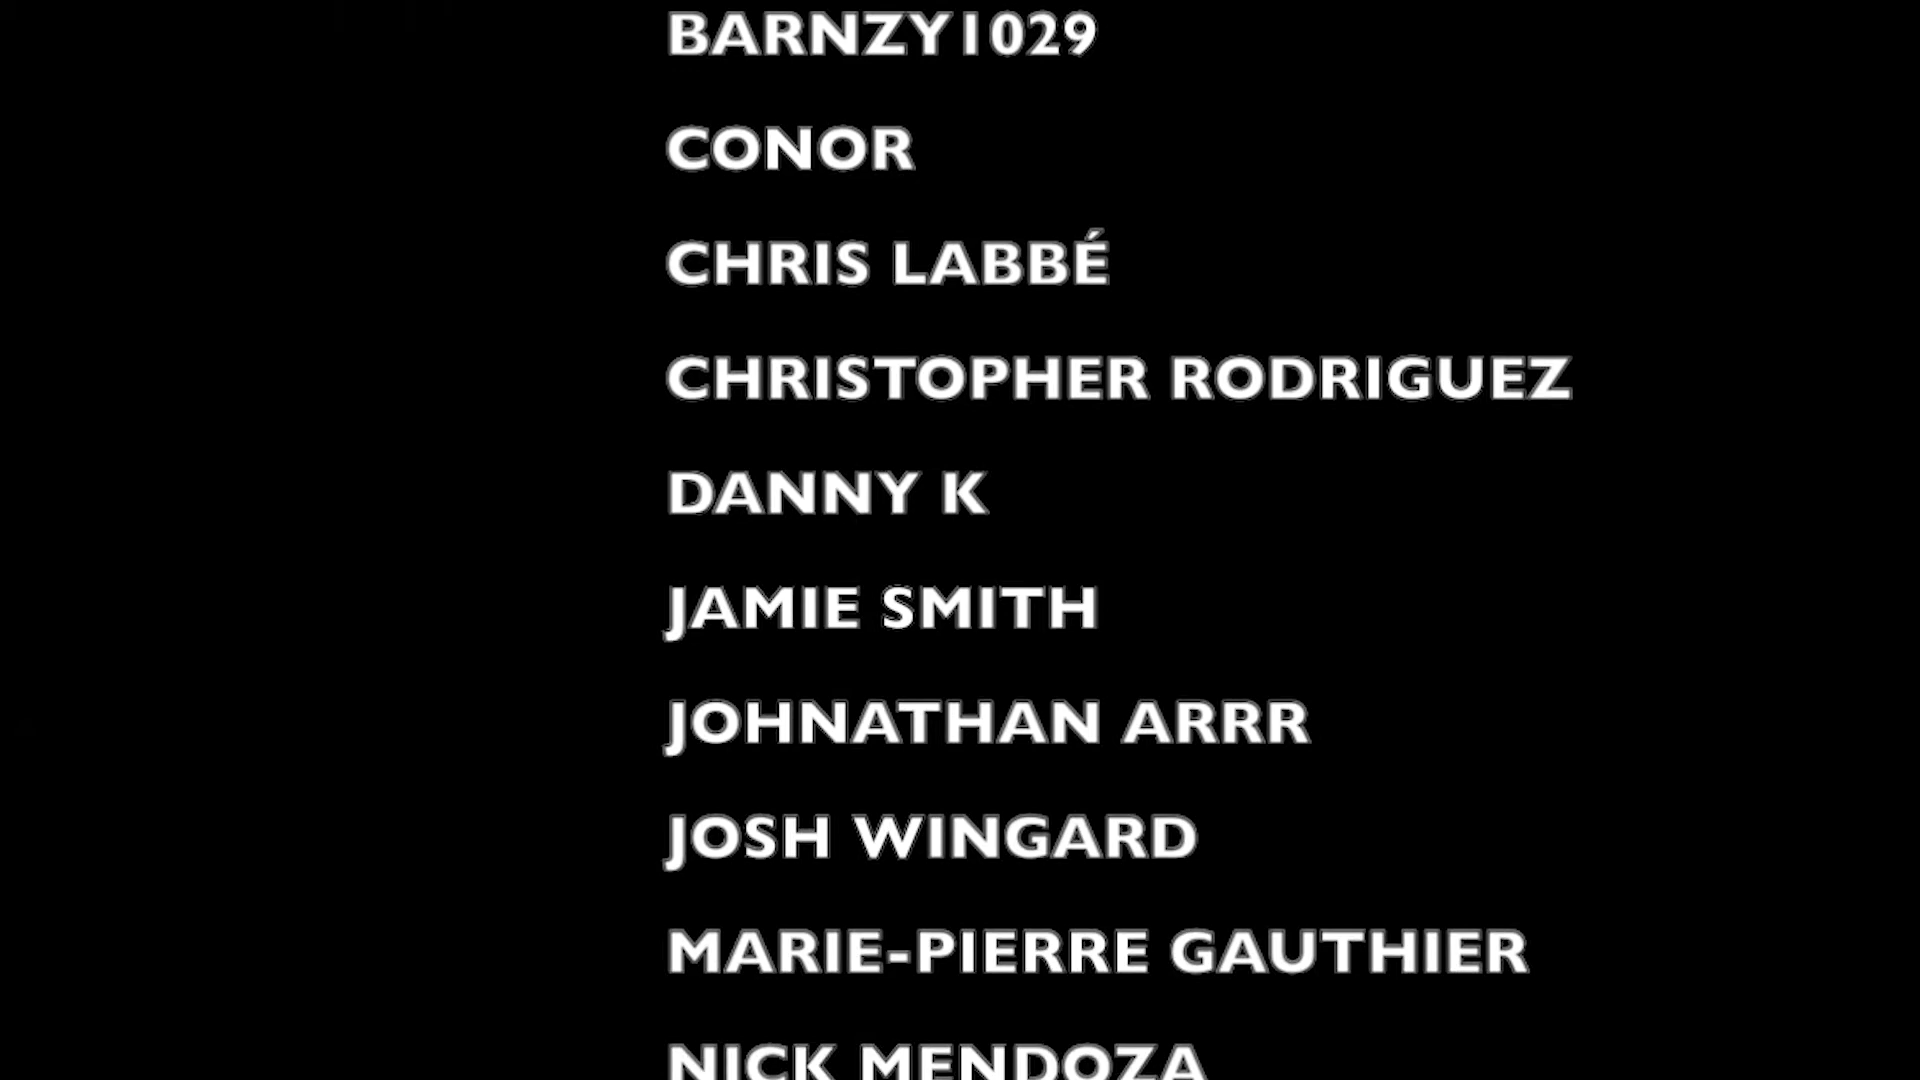 BARNZY1029
CONOR
CHRIS LABBÉ
CHRISTOPHER RODRIGUEZ
DANNY K
JAMIE SMITH
JOHNATHAN ARRR
JOSH WINGARD
MARIE-PIERRE GAUTHIER
NICK MENDOZA